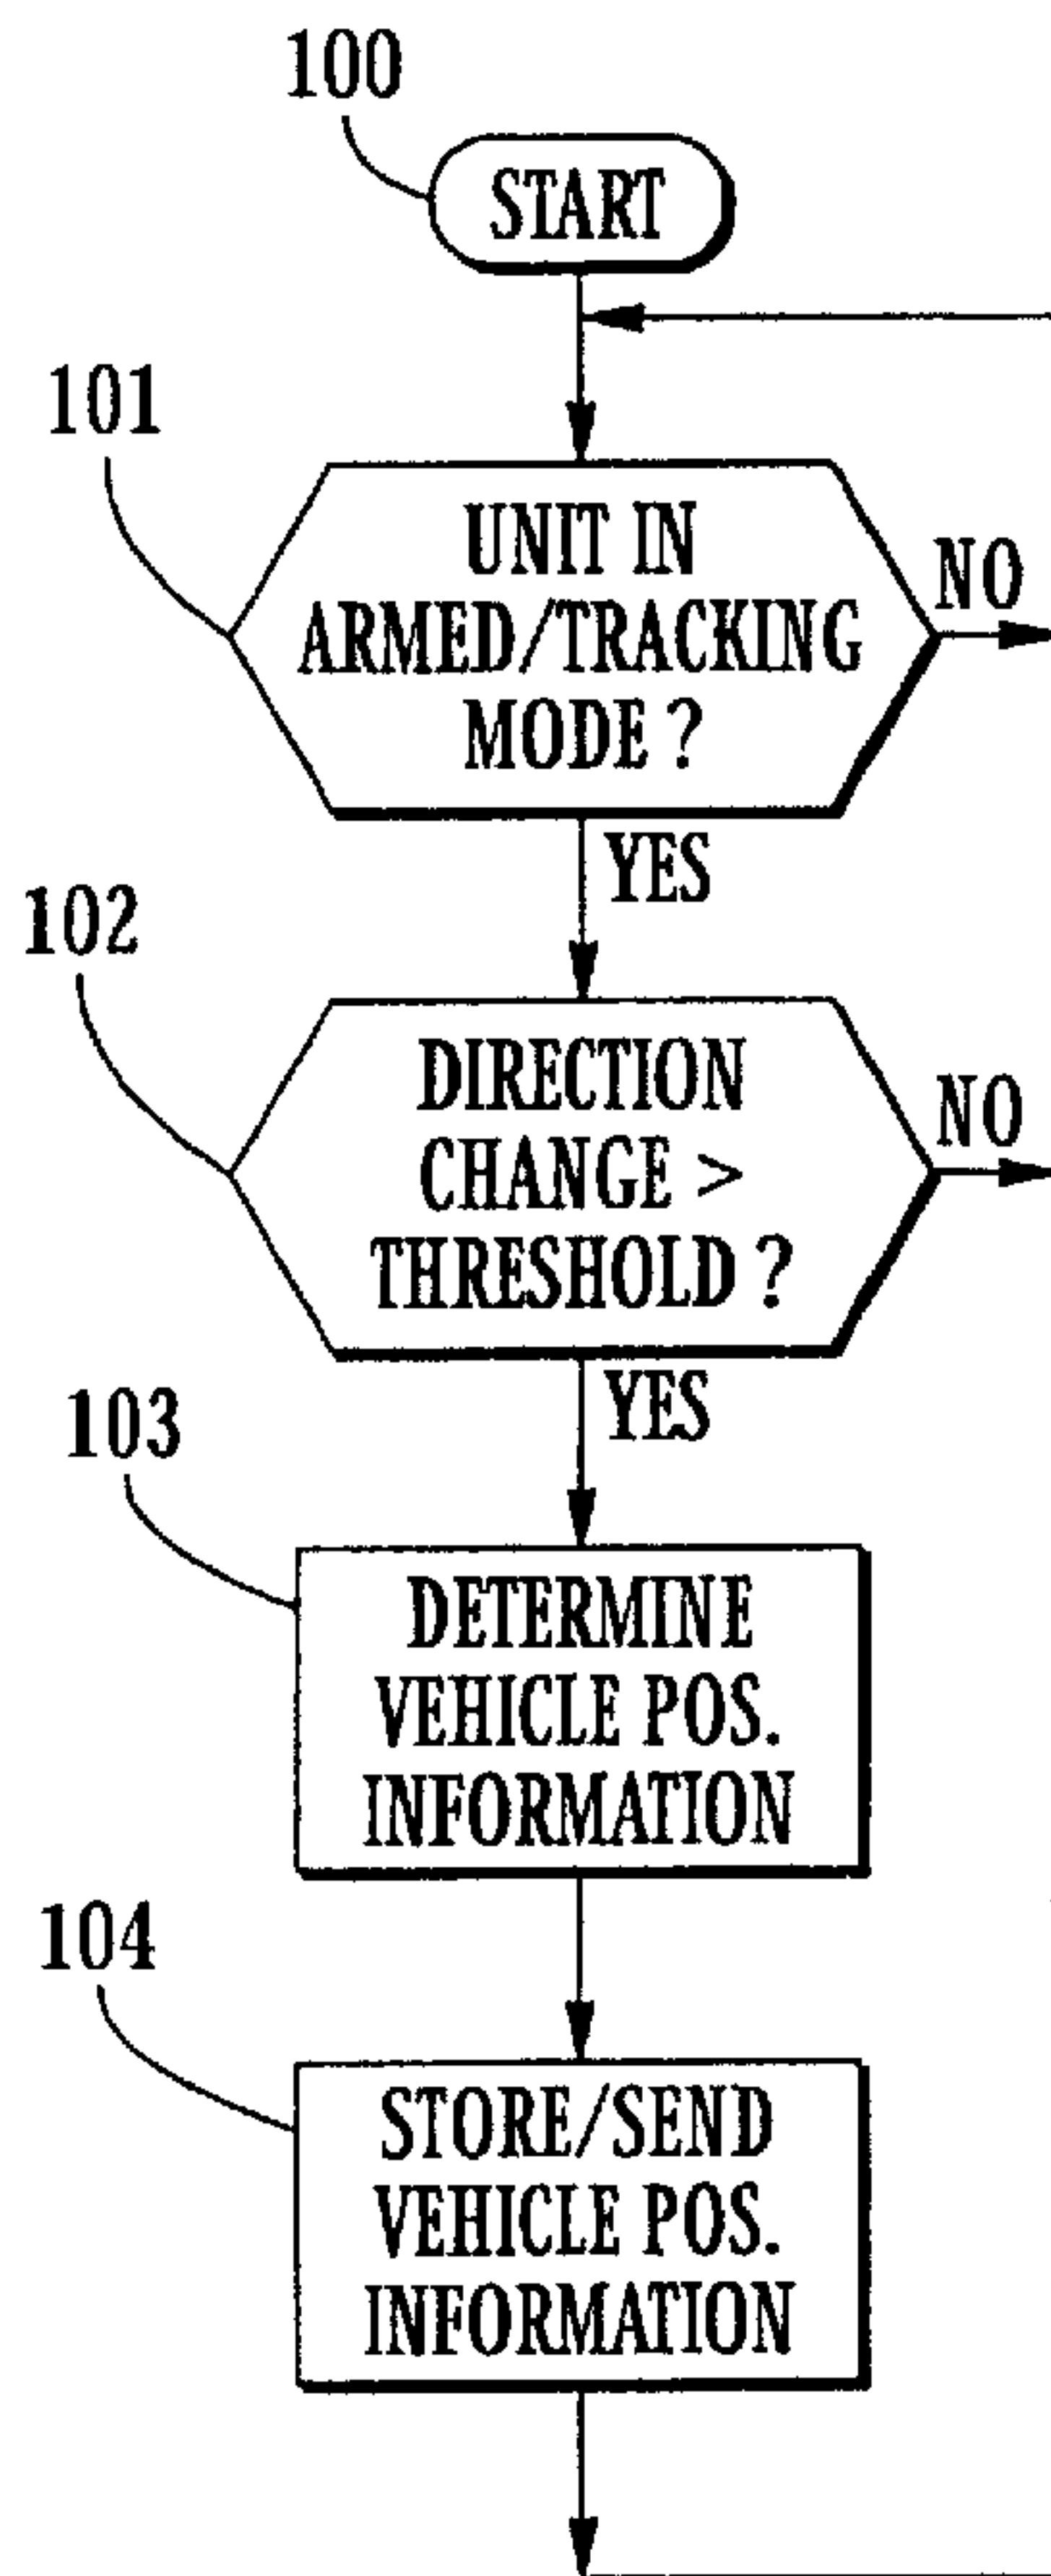 100
START
101
UNIT IN
ARMED/TRACKING
MODE ?
NO
YES
102
DIRECTION
CHANGE >
THRESHOLD ?
NO
YES
103
DETERMINE
VEHICLE POS.
INFORMATION
104
STORE/SEND
VEHICLE POS.
INFORMATION